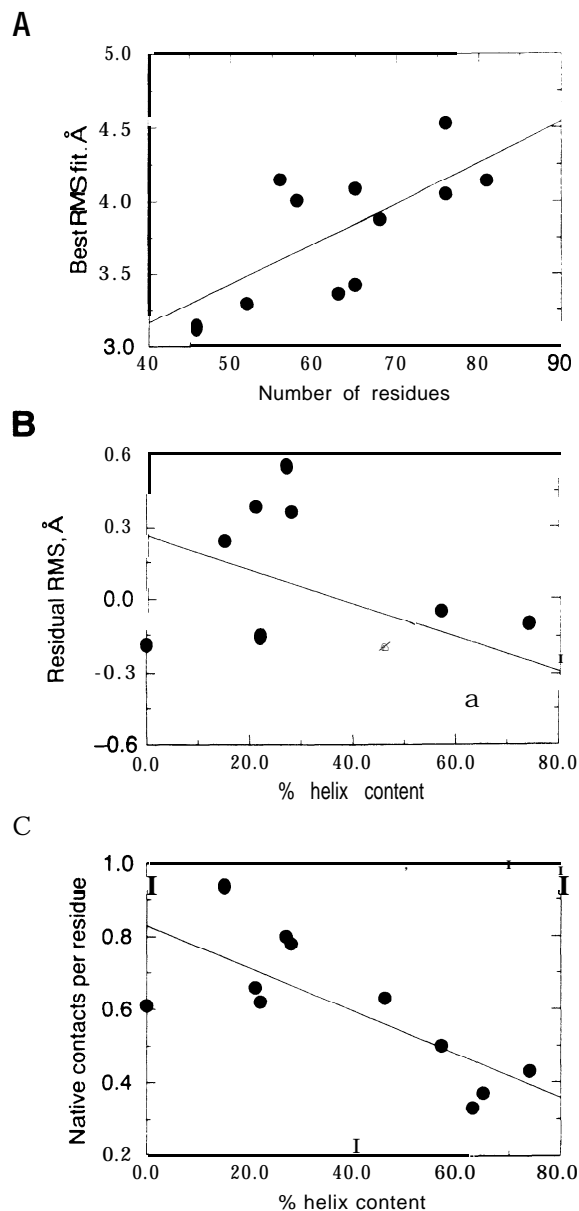 A
5.0
4.5
4.0
3.5
3.0
Best RMS fit. Å
40 50 60 70 80 90
Number of residues
B
0.6
0.3
0.0
-0.3
-0.6
Residual RMS, Å
a
0.0 20.0 40.0 60.0 80.0
% helix content
C
1.0
0.8
0.6
0.4
0.2
Native contacts per residue
I I
I
0.0 20.0 40.0 60.0 80.0
% helix content